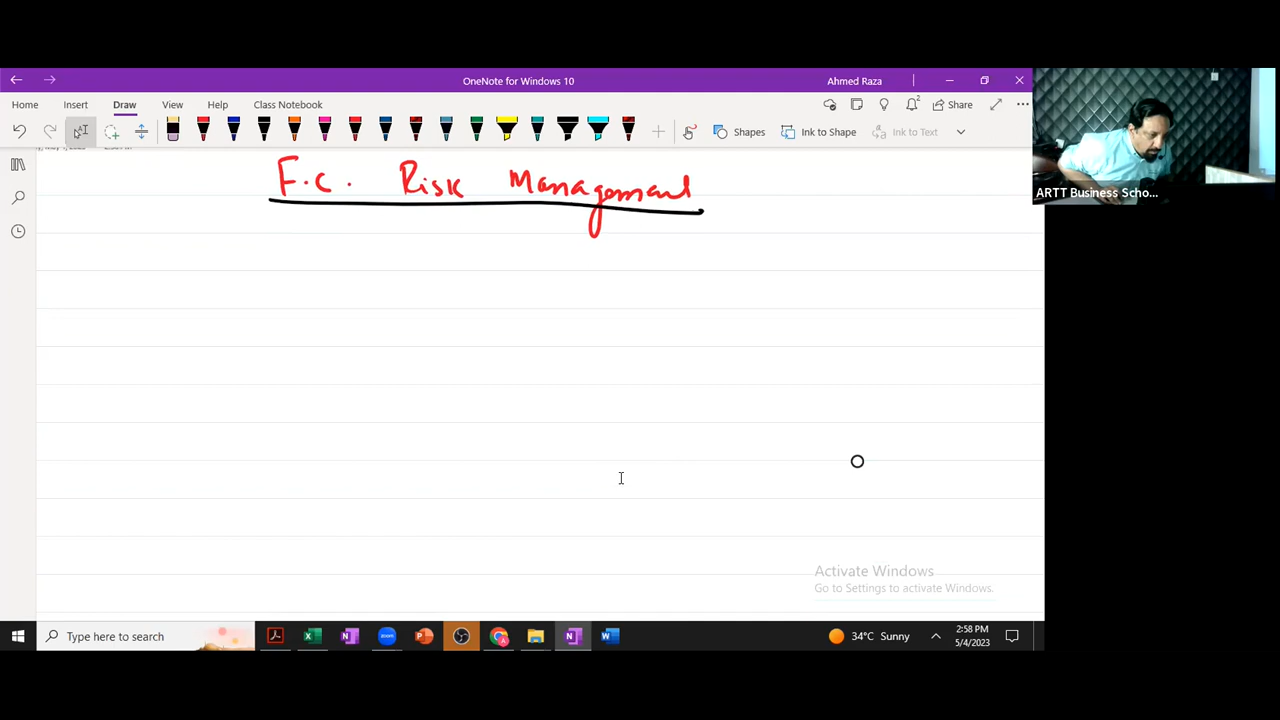 OneNote for Windows 10
Ahmed Raza
Home Insert Draw View Help Class Notebook
2
Share
Shapes
Ink to Shape
Ink to Text
ARTT Business Scho...
F.C. Risk Management
Activate Windows
Go to Settings to activate Windows.
Type here to search
34°C Sunny
2:58 PM
5/4/2023